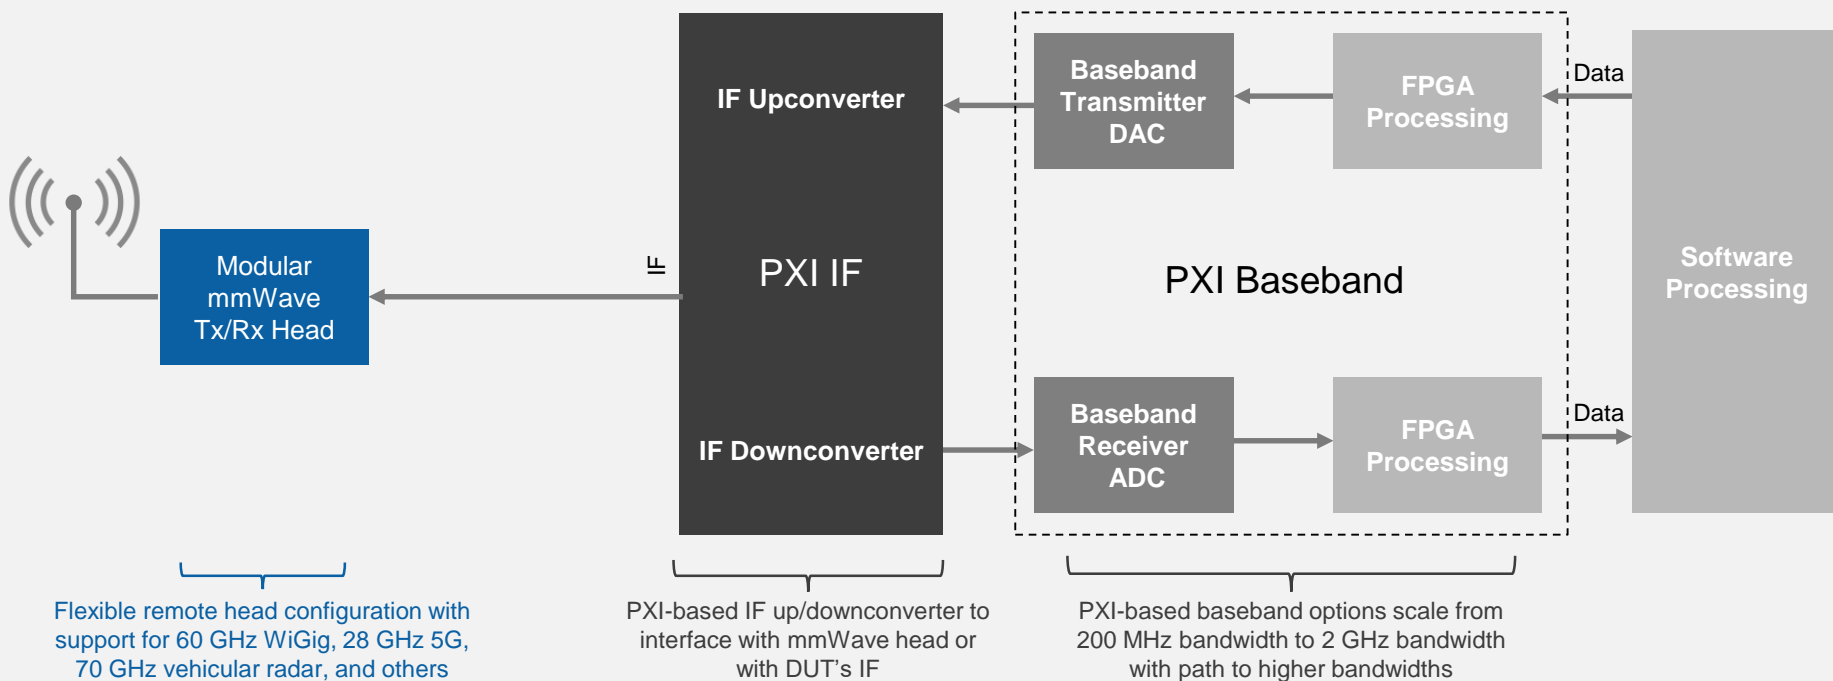 IF Upconverter
Baseband
Transmitter
DAC
FPGA
Processing
Data
Modular
mmWave
Tx/Rx Head
IF
PXI IF
PXI Baseband
Software
Processing
IF Downconverter
Baseband
Receiver
ADC
FPGA
Processing
Data
Flexible remote head configuration with
support for 60 GHz WiGig, 28 GHz 5G,
70 GHz vehicular radar, and others
PXI-based IF up/downconverter to
interface with mmWave head or
with DUT’s IF
PXI-based baseband options scale from
200 MHz bandwidth to 2 GHz bandwidth
with path to higher bandwidths